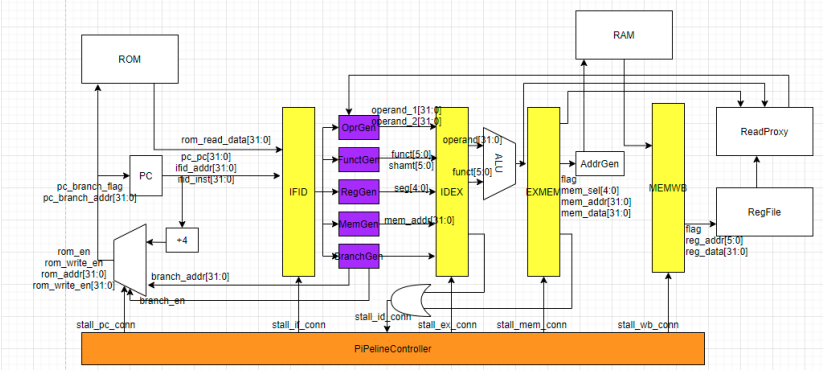 ROM
RAM
operand_1[31:0]
operand_2[31:0]
OprGen
rom_read_data[31:0]
operand[31:0]
ReadProxy
pc_pc[31:0]
ifid_addr[31:0]
ifid_inst[31:0]
PC
FunctGen
funct[5:0]
shamt[5:0]
ALU
AddrGen
funct[5:0]
flag
mem_sel[4:0]
mem_addr[31:0]
mem_data[31:0]
pc_branch_flag
pc_branch_addr[31:0]
IFID
RegGen
seg[4:0]
IDEX
EXMEM
MEMWB
RegFile
MemGen
mem_addr[31:0]
flag
reg_addr[5:0]
reg_data[31:0]
+4
rom_en
rom_write_en
rom_addr[31:0]
rom_write_en[31:0]
BranchGen
branch_addr[31:0]
branch_en
stall_pc_conn
stall_if_conn
stall_id_conn
stall_ex_conn
stall_mem_conn
stall_wb_conn
PiPelineController